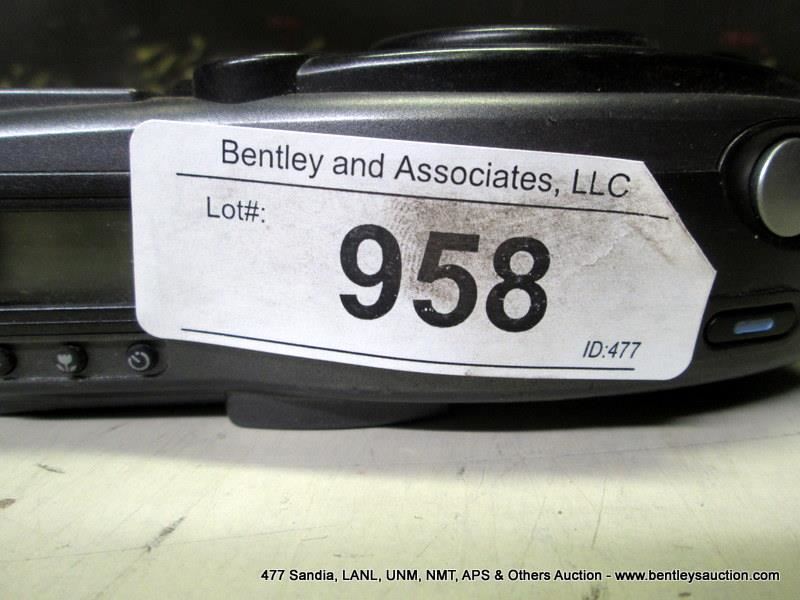 Bentley and Associates, LLC
Lot#:
958
ID:477
477 Sandia, LANL, UNM, NMT, APS & Others Auction - www.bentleysauction.com